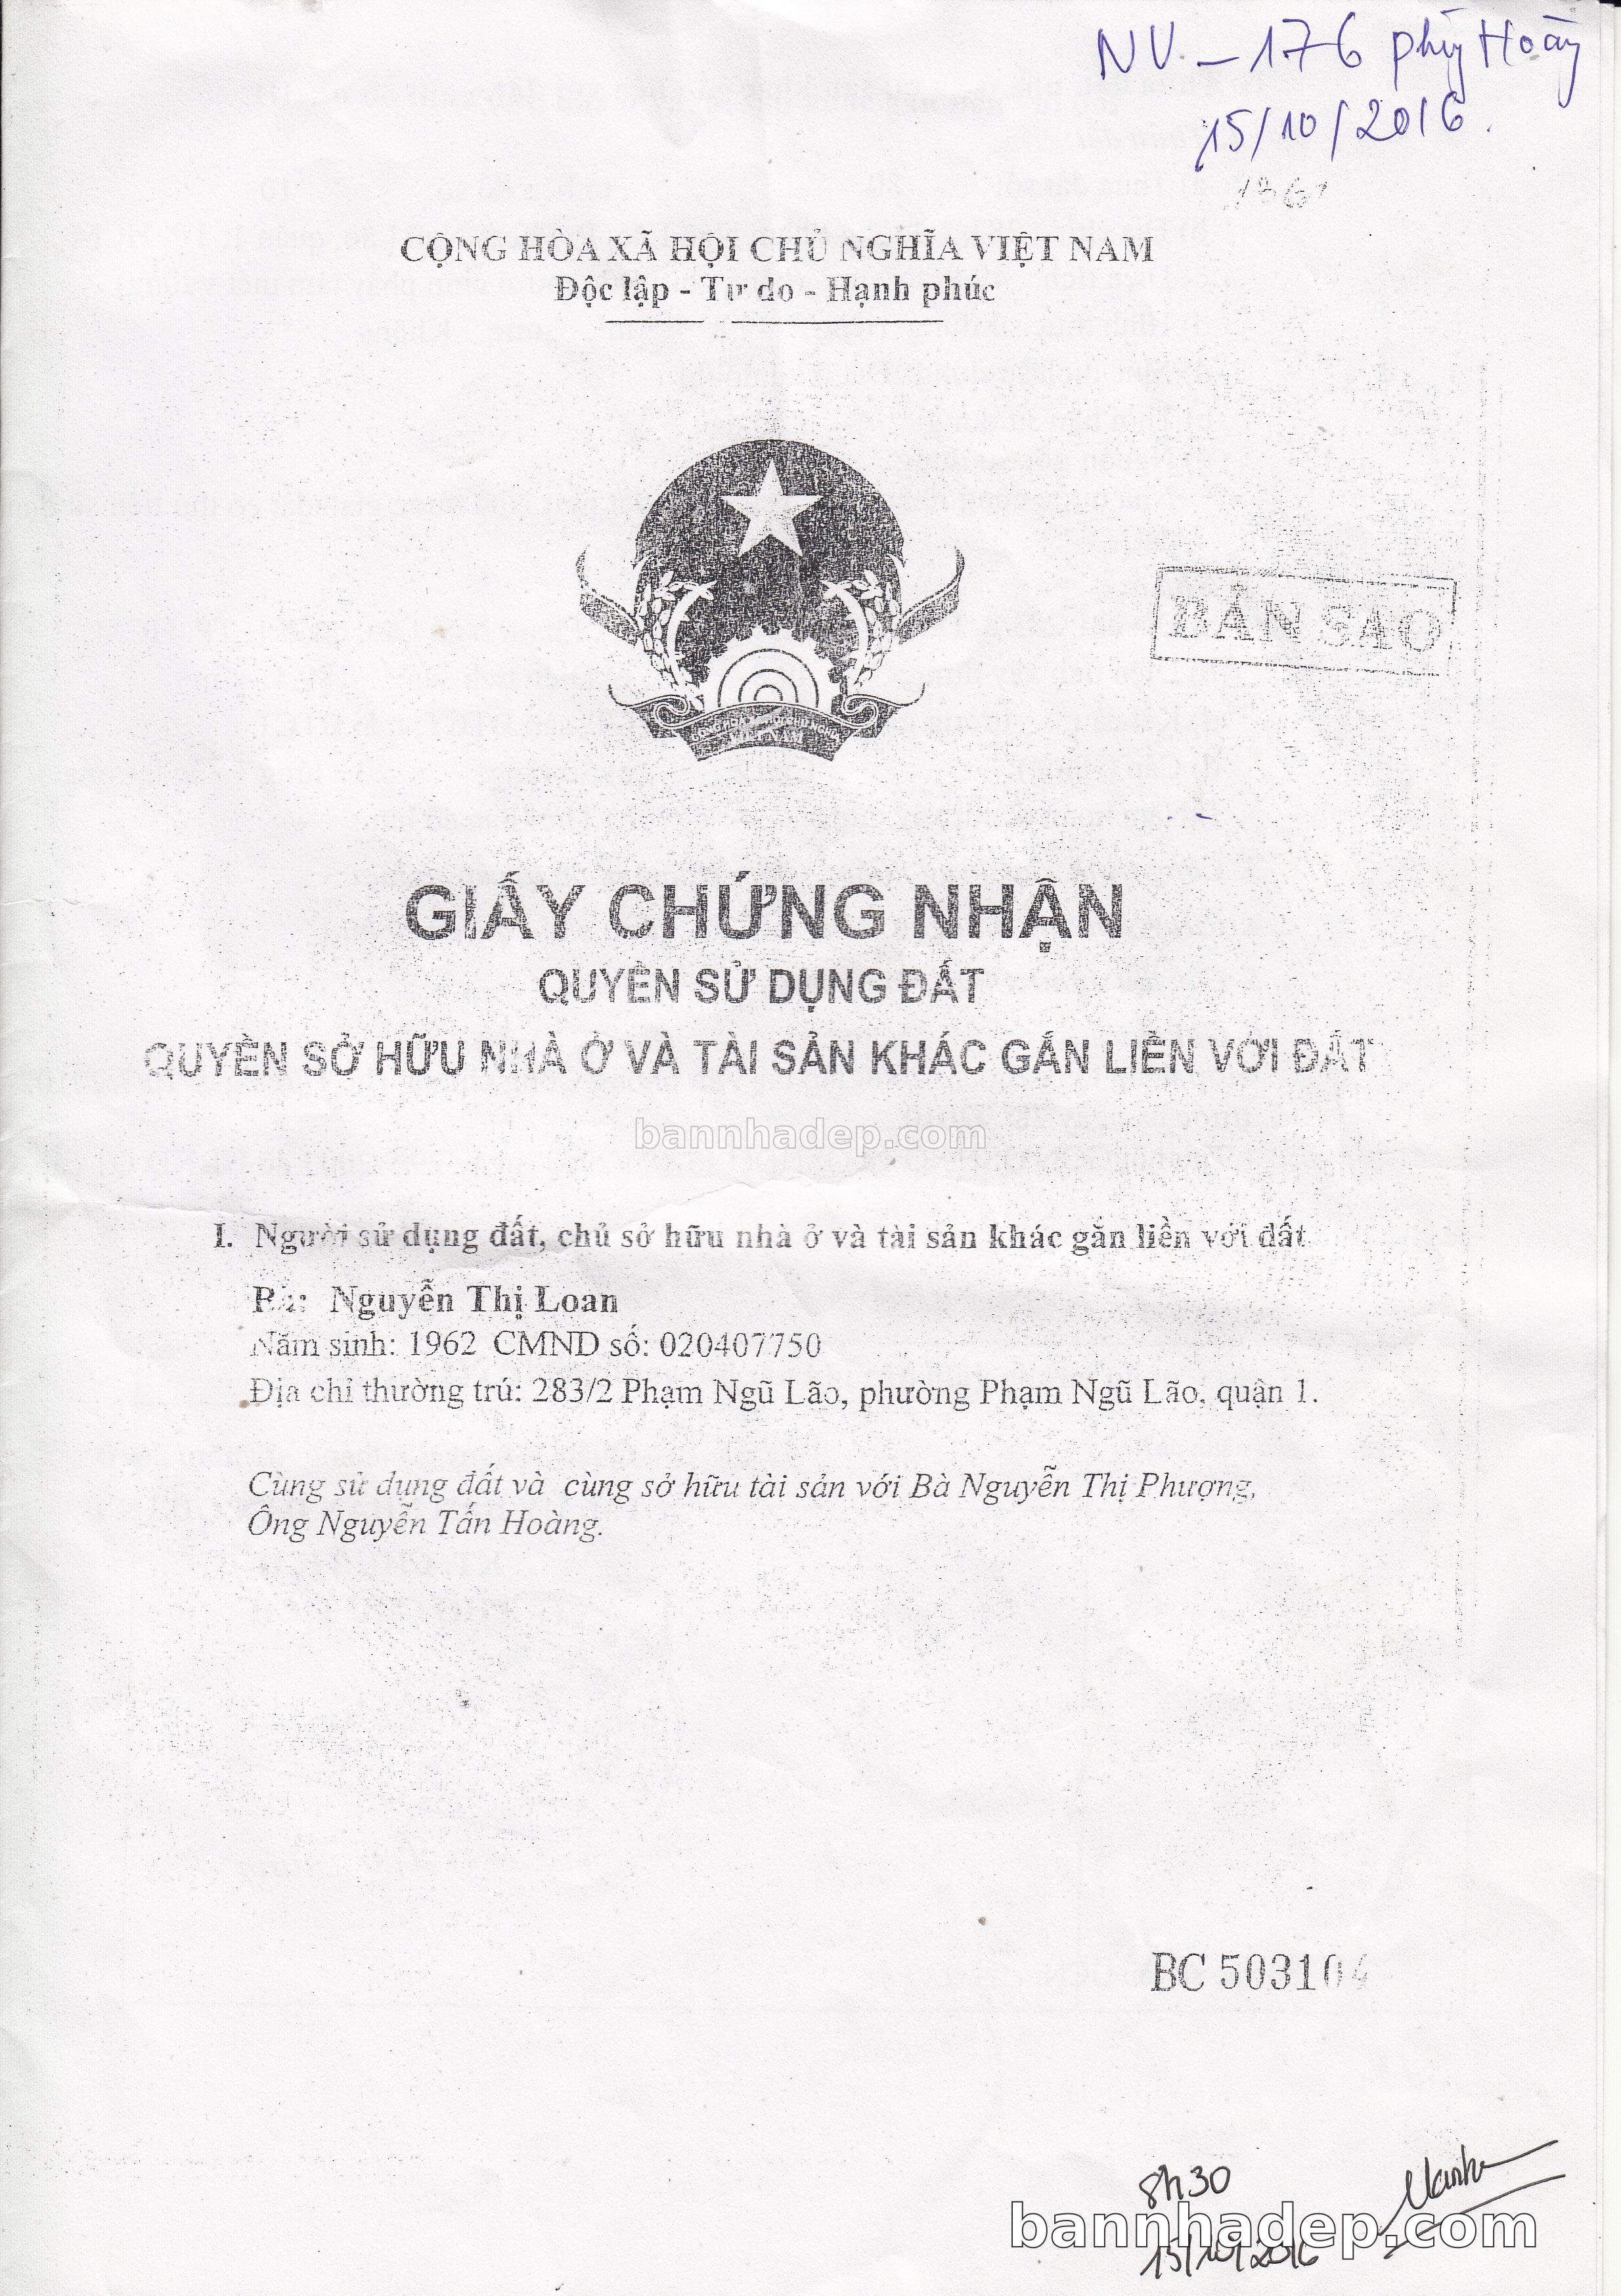 NV - 176 phùng Hoàng
15/10/2016.
CỘNG HÒA XÃ HỘI CHỦ NGHĨA VIỆT NAM
Độc lập - Tự do - Hạnh phúc
VIỆT NAM
BẢN SAO
GIẤY CHỨNG NHẬN
QUYỀN SỬ DỤNG ĐẤT
QUYỀN SỞ HỮU NHÀ Ở VÀ TÀI SẢN KHÁC GẮN LIỀN VỚI ĐẤT
bannhadep.com
I. Người sử dụng đất, chủ sở hữu nhà ở và tài sản khác gắn liền với đất
Bà: Nguyễn Thị Loan
Năm sinh: 1962 CMND số: 020407750
Địa chỉ thường trú: 283/2 Phạm Ngũ Lão, phường Phạm Ngũ Lão, quận 1.
Cùng sử dụng đất và cùng sở hữu tài sản với Bà Nguyễn Thị Phượng,
Ông Nguyễn Tấn Hoàng.
BC 503104
8h30
bannhadep.com
15/10/2016